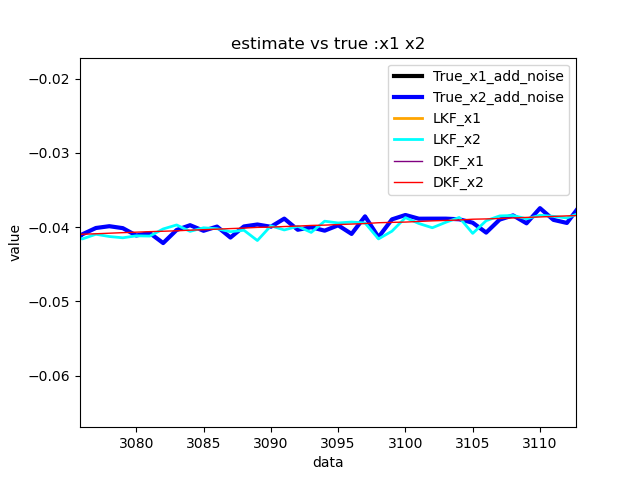 estimate vs true :x1 x2
True_x1_add_noise
True_x2_add_noise
LKF_x1
LKF_x2
DKF_x1
DKF_x2
−0.02
−0.03
−0.04
−0.05
−0.06
value
3080 3085 3090 3095 3100 3105 3110
data